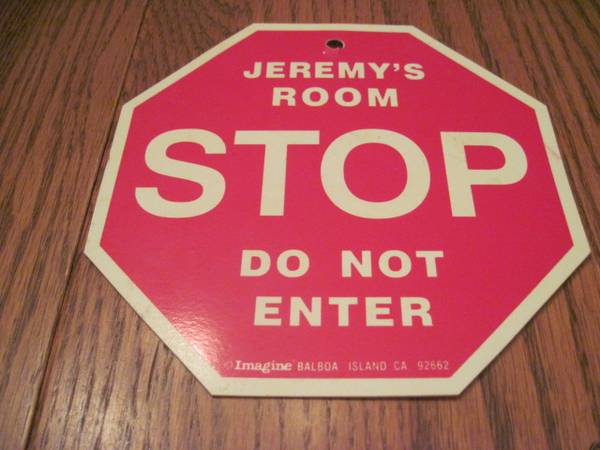 JEREMY'S
ROOM
STOP
DO NOT
ENTER
©Imagine BALBOA ISLAND CA 92662